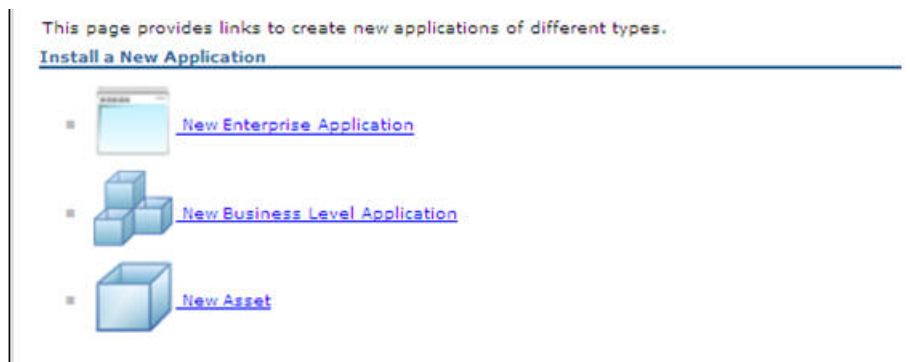 This page provides links to create new applications of different types.
Install a New Application
New Enterprise Application
New Business Level Application
New Asset